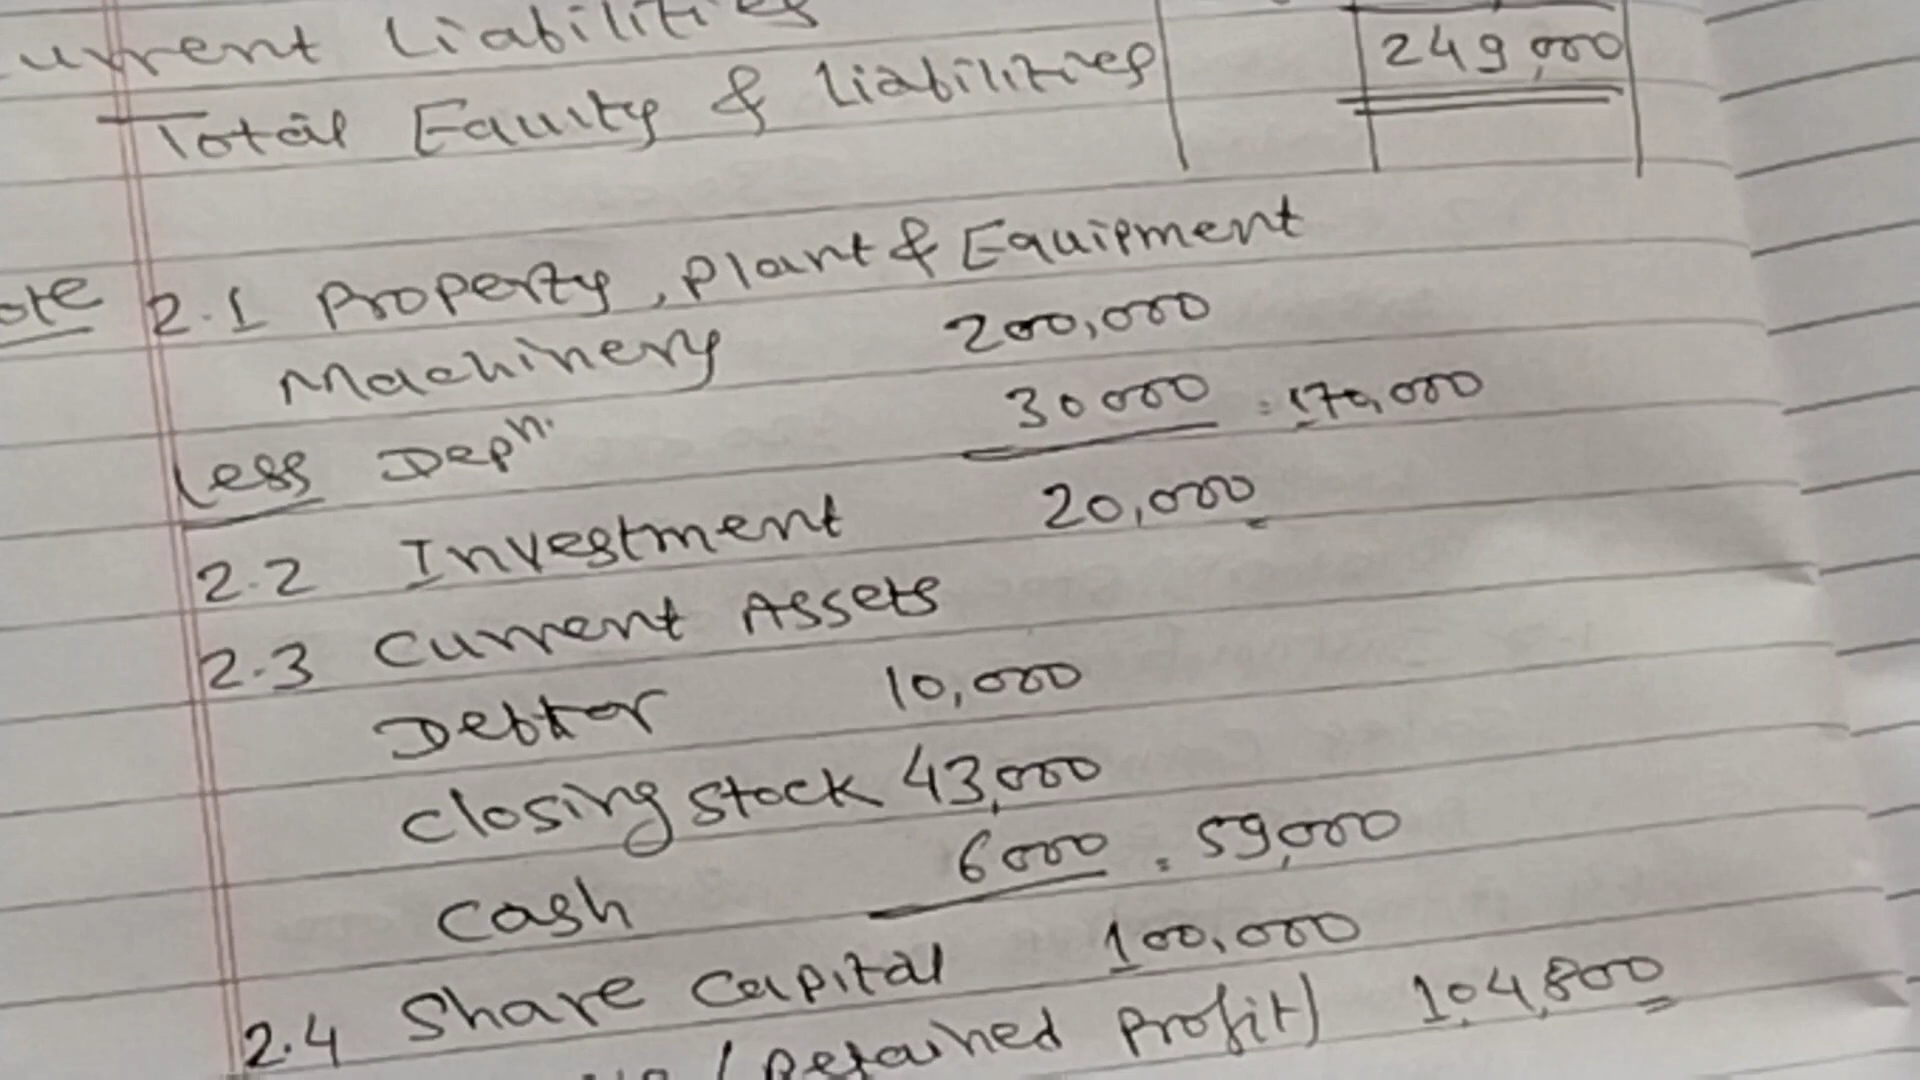 urrent Liabilities
249,000
Total Equity & Liabilities
ote 2.1 Property, Plant & Equipment
Machinery 200,000
Less Depn. 30000 = 170,000
2.2 Investment 20,000
2.3 Current Assets
Debtor 10,000
closing stock 43,000
cash 6000 = 59,000
2.4 Share Capital 100,000
(Retained Profit) 104,800